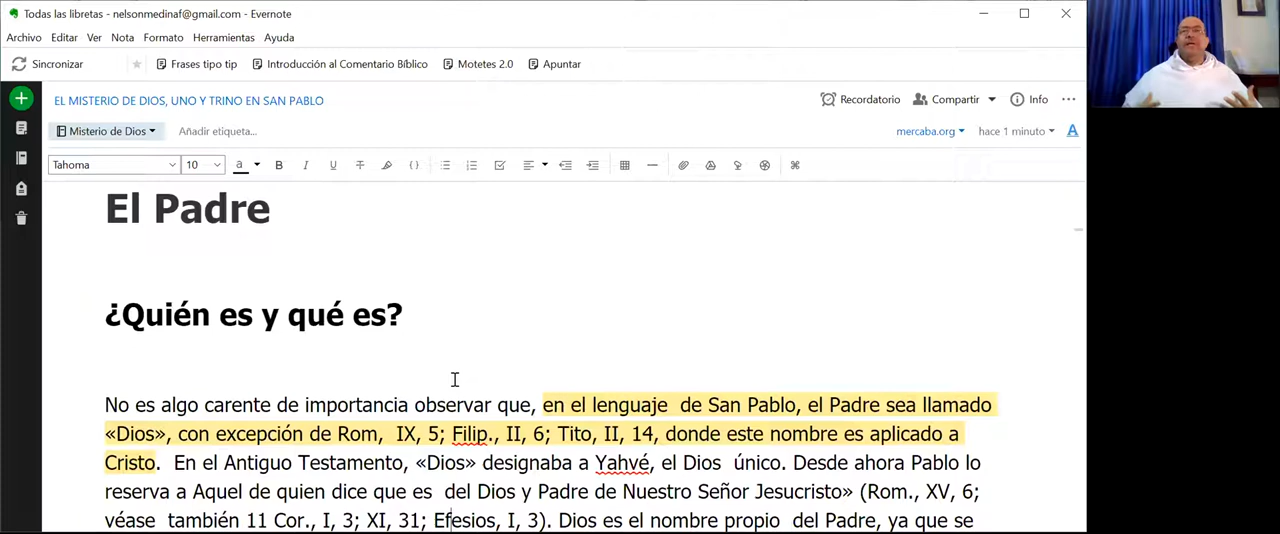 Todas las libretas - nelsonmedinaf@gmail.com - Evernote
Archivo Editar Ver Nota Formato Herramientas Ayuda
Sincronizar Frases tipo tip Introducción al Comentario Bíblico Motetes 2.0 Apuntar
EL MISTERIO DE DIOS, UNO Y TRINO EN SAN PABLO Recordatorio Compartir Info
Misterio de Dios Añadir etiqueta... mercaba.org hace 1 minuto A
Tahoma 10 a B I U T
El Padre
¿Quién es y qué es?
No es algo carente de importancia observar que, en el lenguaje de San Pablo, el Padre sea llamado
«Dios», con excepción de Rom, IX, 5; Filip., II, 6; Tito, II, 14, donde este nombre es aplicado a
Cristo. En el Antiguo Testamento, «Dios» designaba a Yahvé, el Dios único. Desde ahora Pablo lo
reserva a Aquel de quien dice que es del Dios y Padre de Nuestro Señor Jesucristo» (Rom., XV, 6;
véase también 11 Cor., I, 3; XI, 31; Efesios, I, 3). Dios es el nombre propio del Padre, ya que se